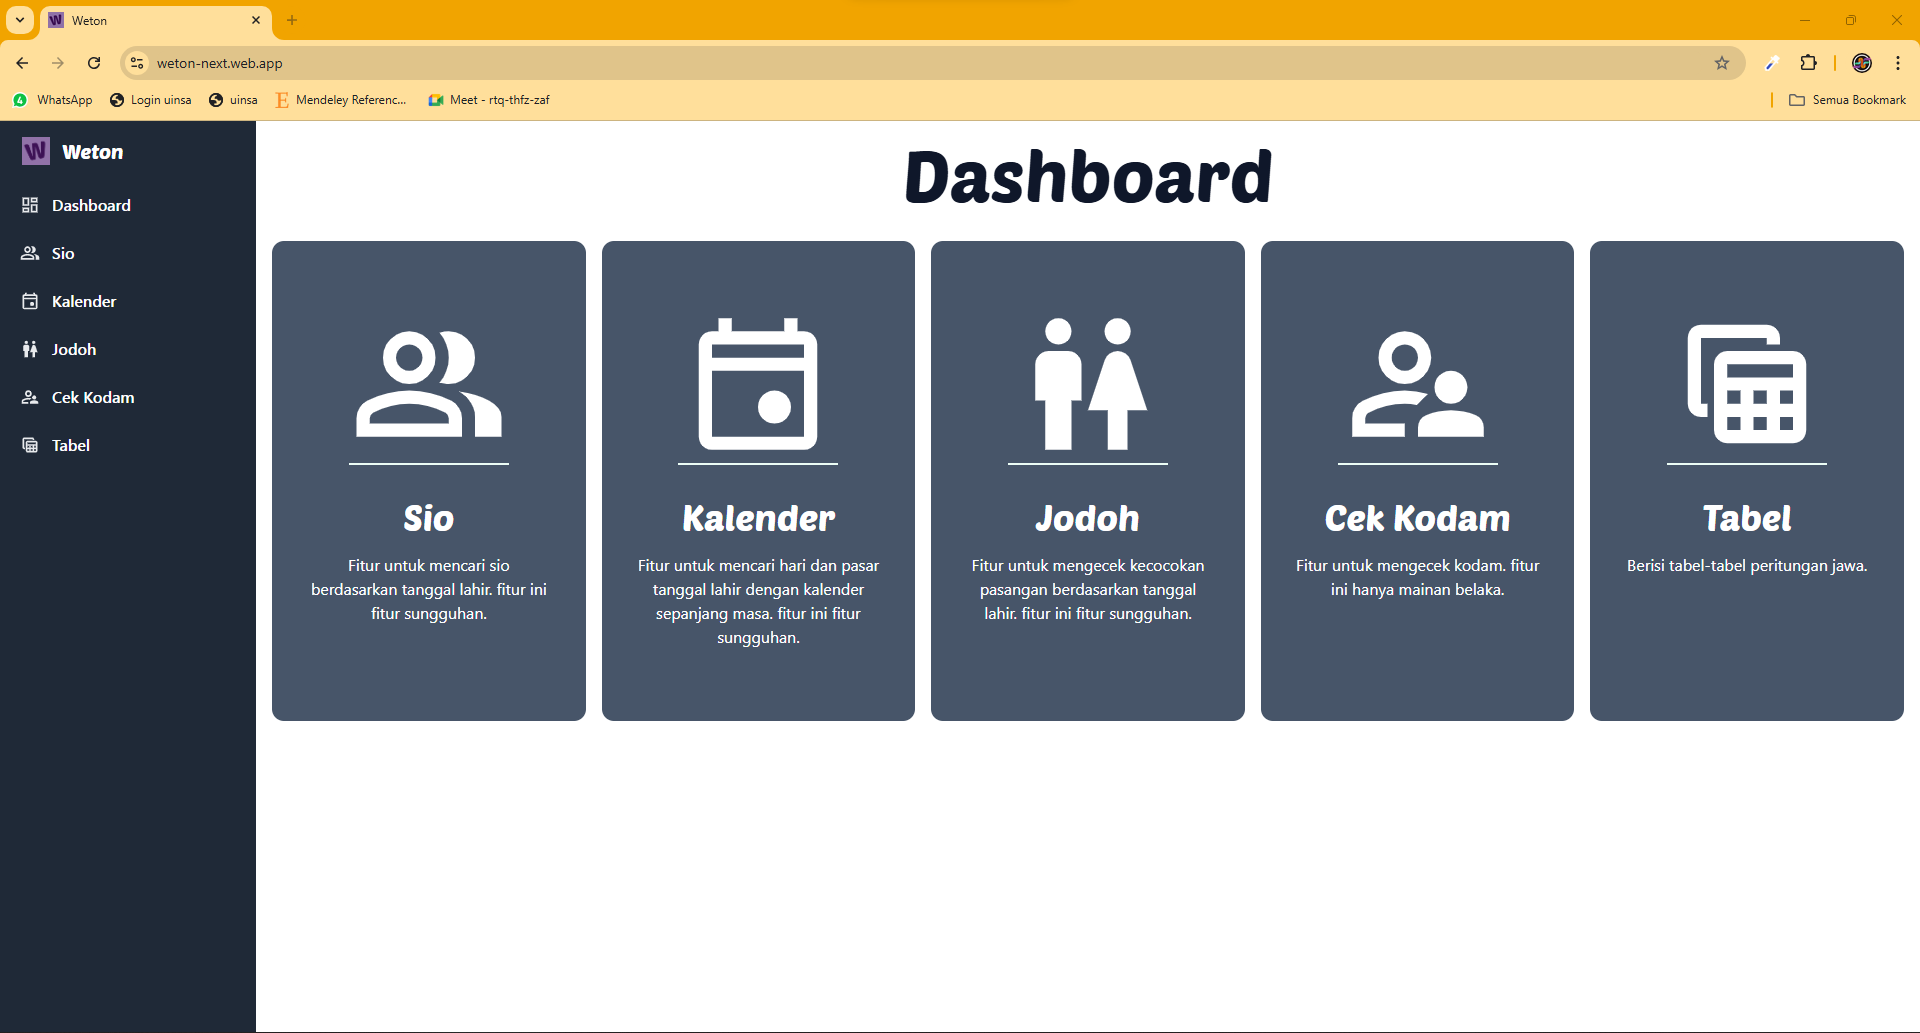 Weton
weton-next.web.app
WhatsApp
Login uinsa
uinsa
Mendeley Referenc...
Meet - rtq-thfz-zaf
Semua Bookmark
W Weton
Dashboard
Sio
Kalender
Jodoh
Cek Kodam
Tabel
Dashboard
Sio
Fitur untuk mencari sio
berdasarkan tanggal lahir. fitur ini
fitur sungguhan.
Kalender
Fitur untuk mencari hari dan pasar
tanggal lahir dengan kalender
sepanjang masa. fitur ini fitur
sungguhan.
Jodoh
Fitur untuk mengecek kecocokan
pasangan berdasarkan tanggal
lahir. fitur ini fitur sungguhan.
Cek Kodam
Fitur untuk mengecek kodam. fitur
ini hanya mainan belaka.
Tabel
Berisi tabel-tabel peritungan jawa.